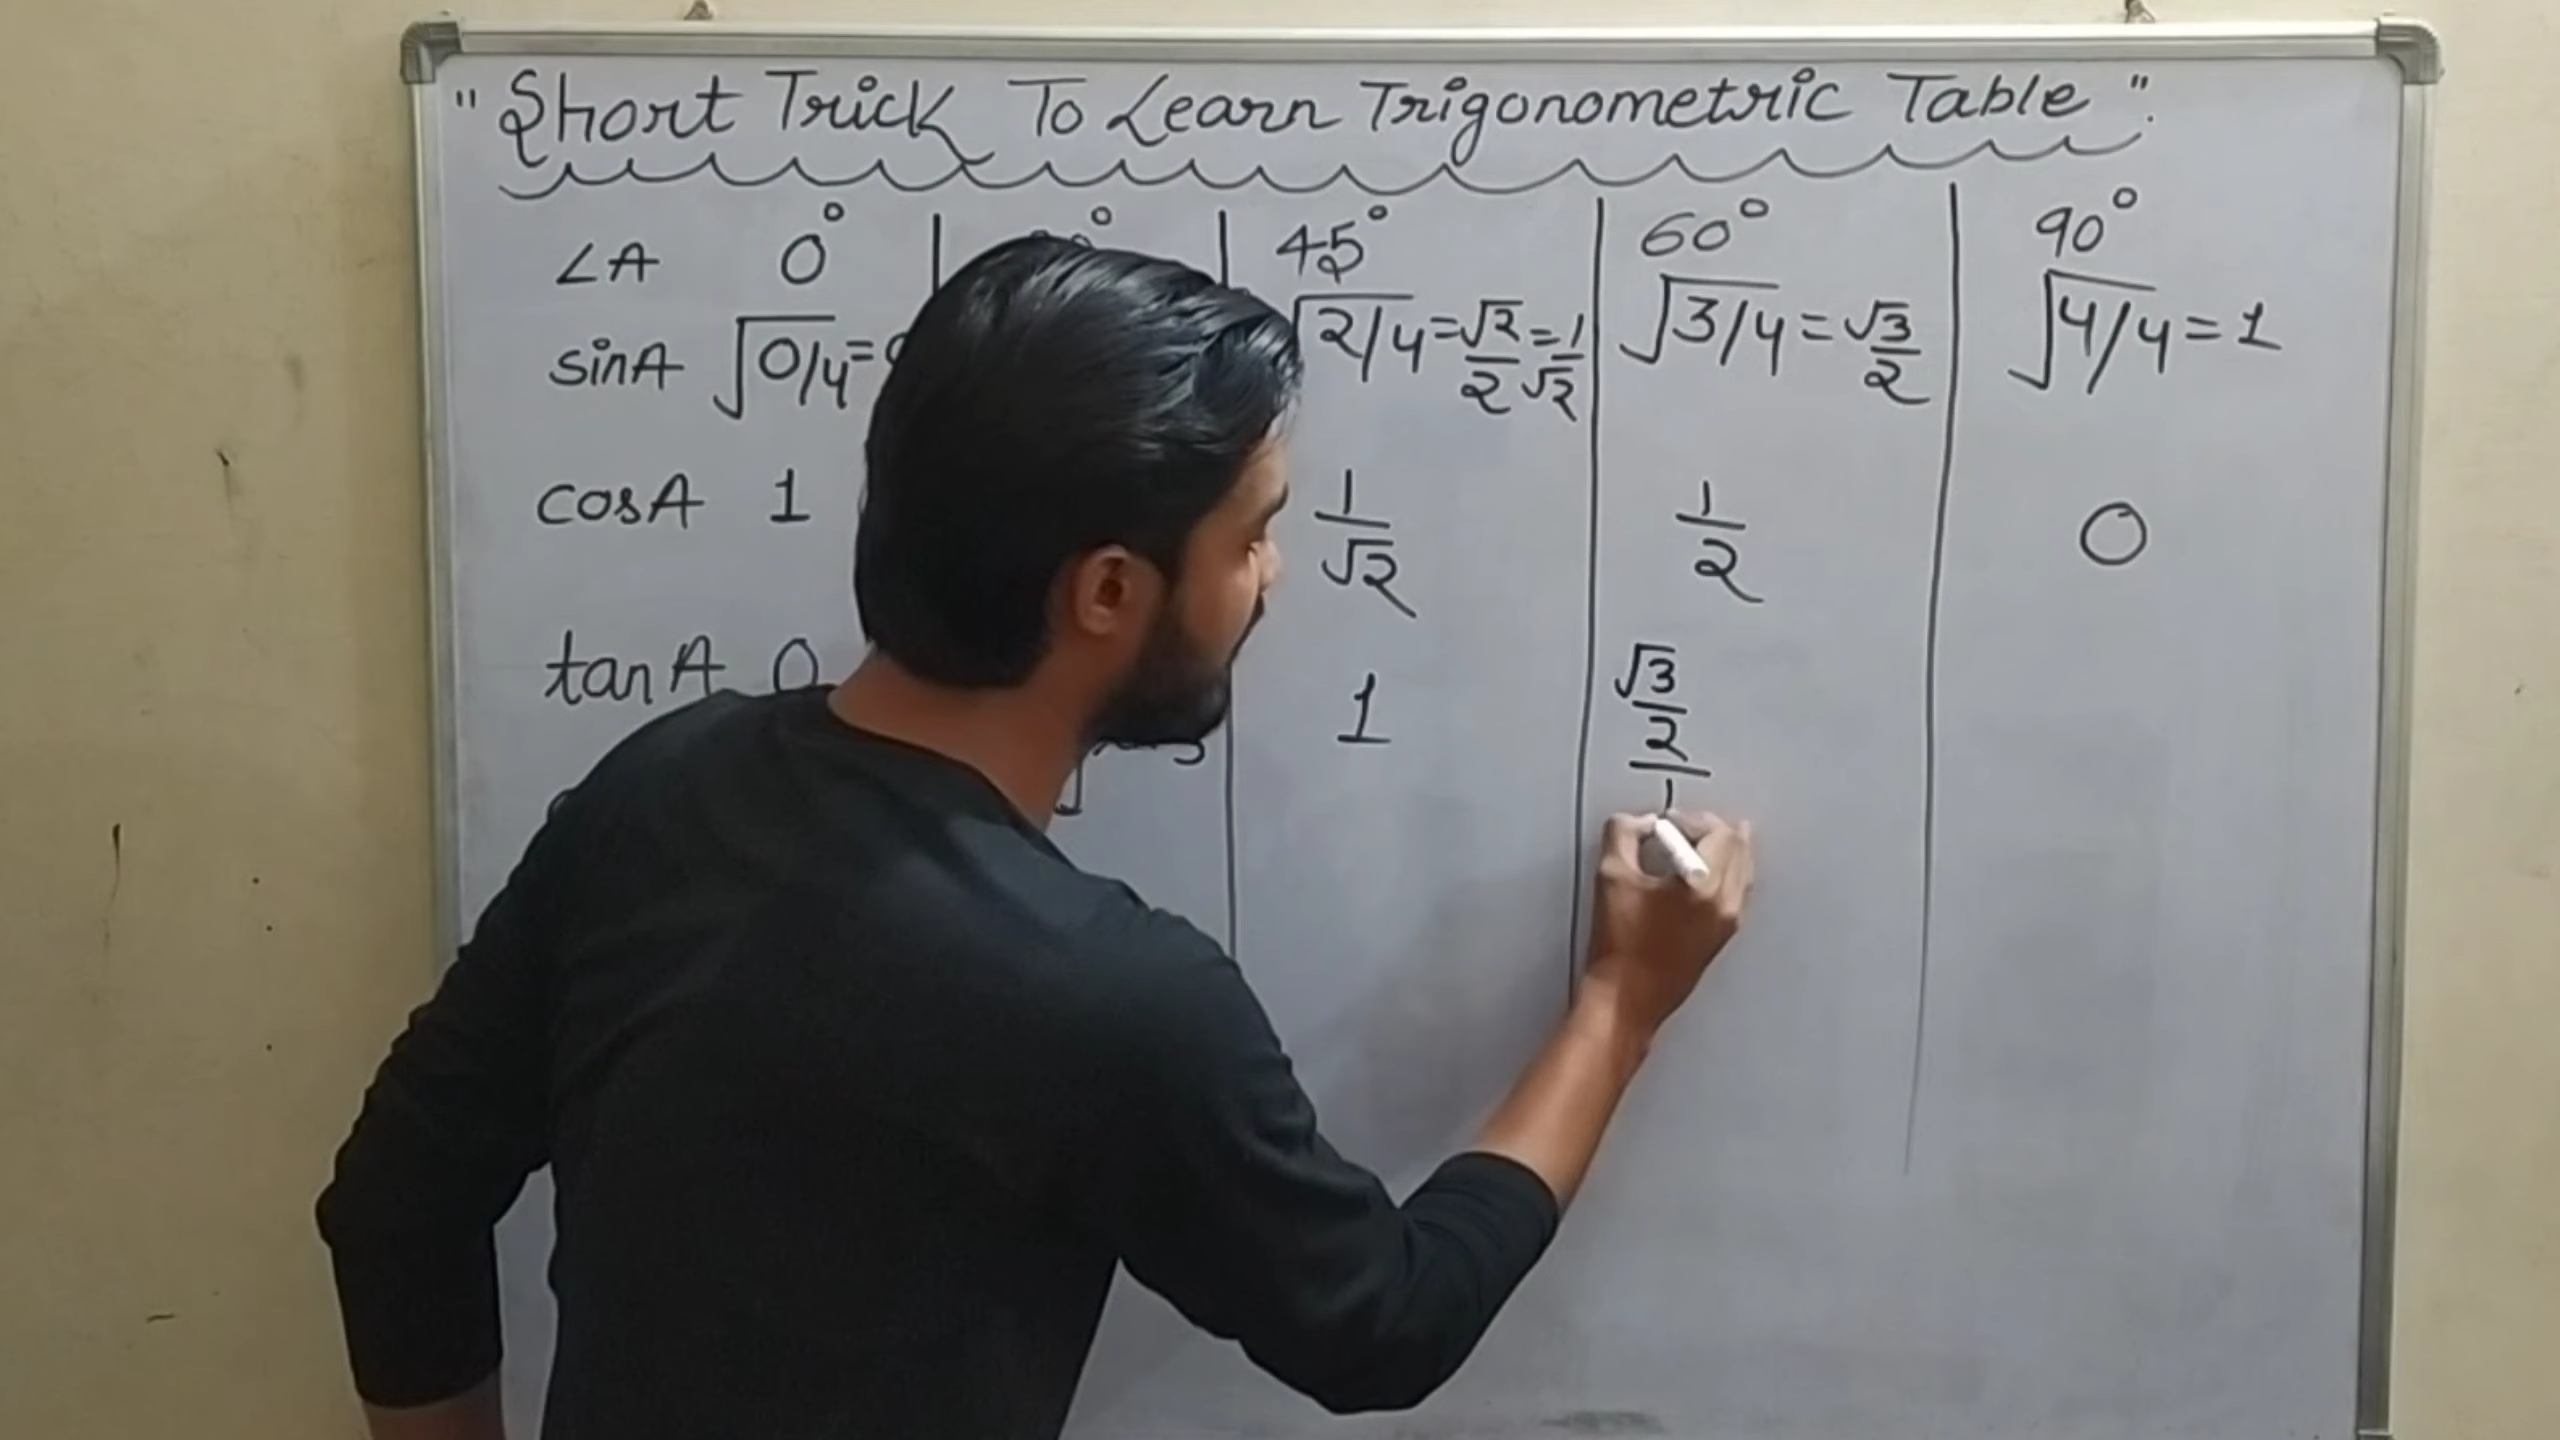 "Short Trick To Learn Trigonometric Table".
∠A 0° 45° 60° 90°
sinA √0/4= √2/4=√2/2=1/√2 √3/4=√3/2 √4/4=1
cosA 1 1/√2 1/2 0
tanA 0 1 √3/2/1